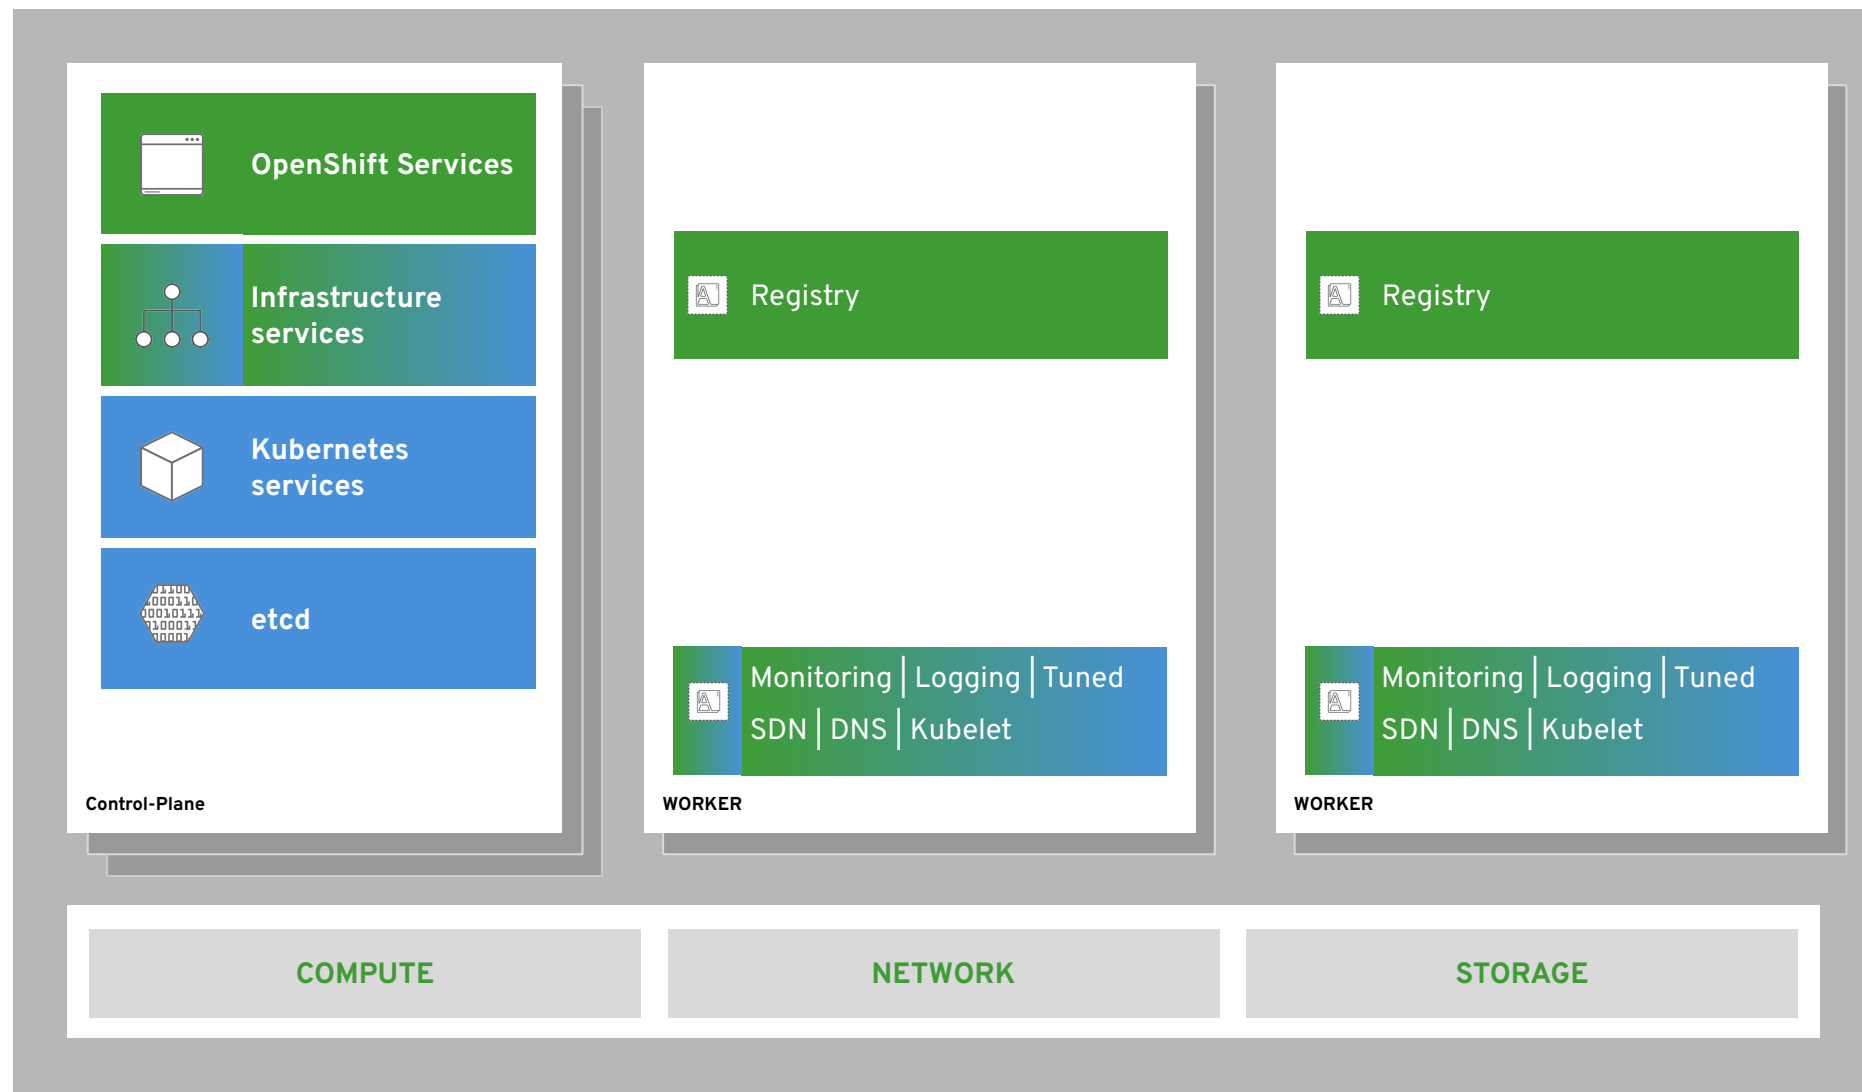 OpenShift Services
Infrastructure
services
Kubernetes
services
etcd
Control-Plane
Registry
Monitoring | Logging | Tuned
SDN | DNS | Kubelet
WORKER
Registry
Monitoring | Logging | Tuned
SDN | DNS | Kubelet
WORKER
COMPUTE
NETWORK
STORAGE